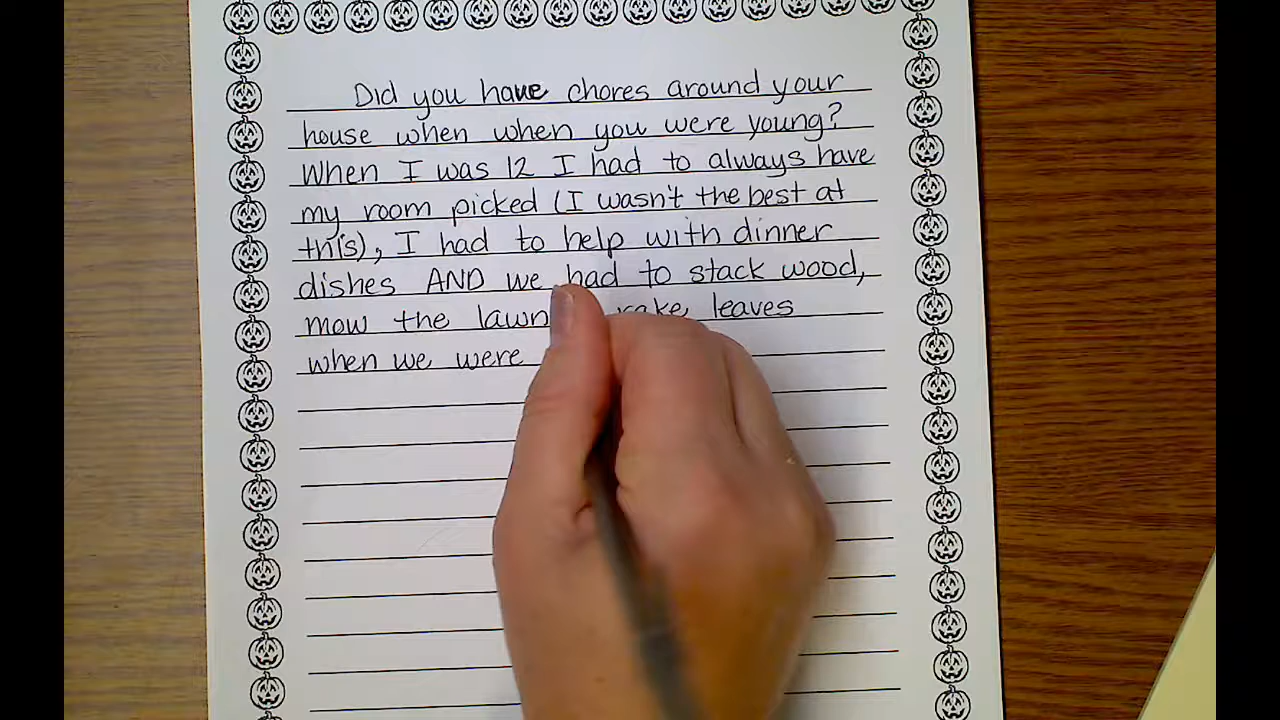 Did you have chores around your
house when when you were young?
When I was 12 I had to always have
my room picked (I wasn't the best at
this), I had to help with dinner
dishes AND we had to stack wood,
mow the lawn rake leaves
when we were